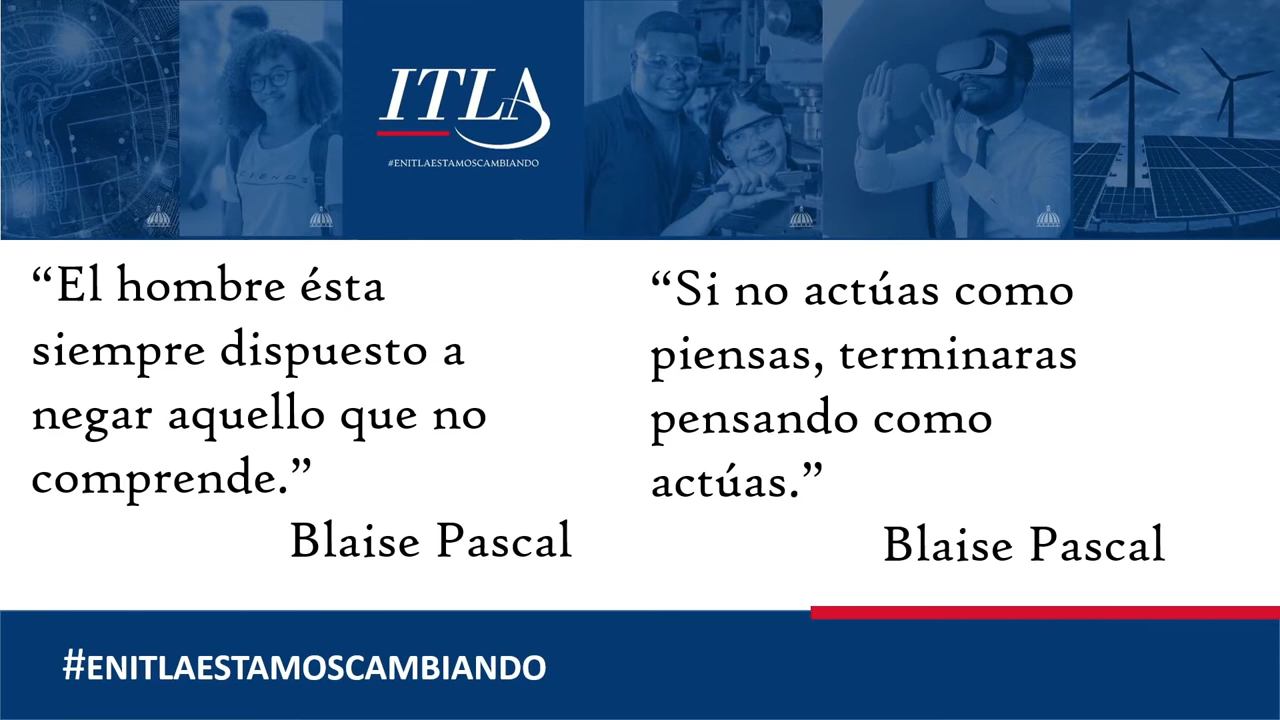 ITLA
#ENITLAESTAMOSCAMBIANDO
“El hombre ésta
siempre dispuesto a
negar aquello que no
comprende.”
Blaise Pascal
“Si no actúas como
piensas, terminaras
pensando como
actúas.”
Blaise Pascal
#ENITLAESTAMOSCAMBIANDO